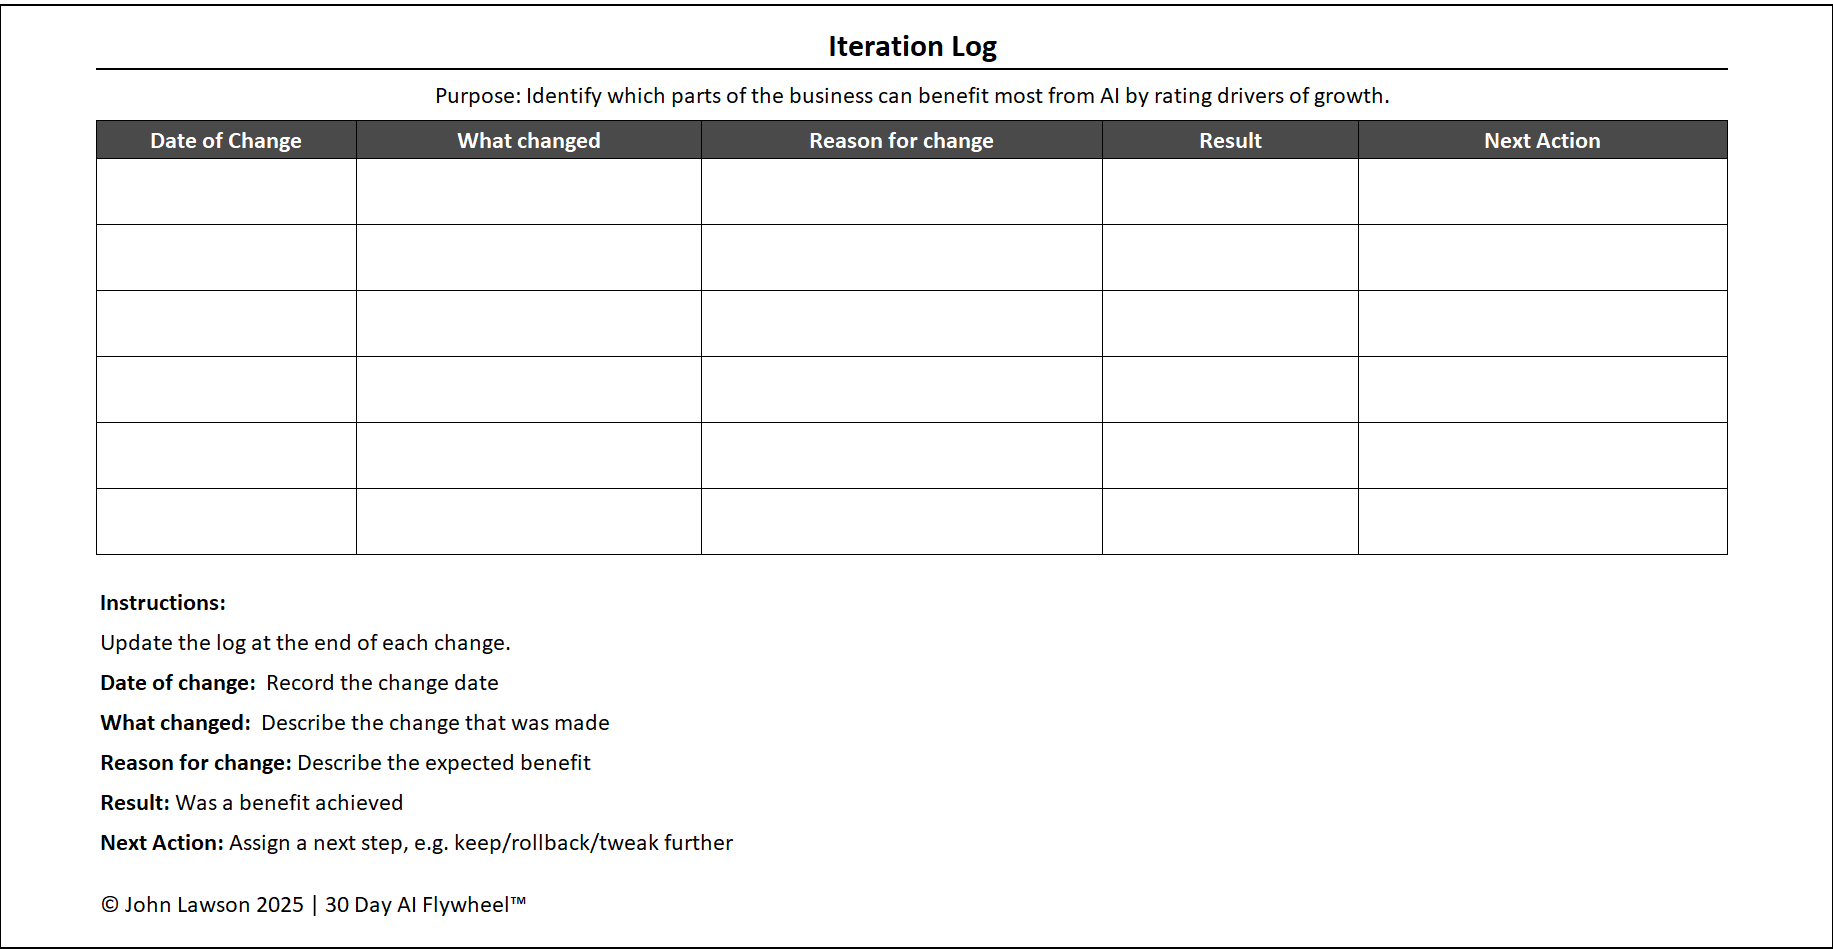 Iteration Log
Purpose: Identify which parts of the business can benefit most from AI by rating drivers of growth.
Date of Change What changed Reason for change Result Next Action
Instructions:
Update the log at the end of each change.
Date of change: Record the change date
What changed: Describe the change that was made
Reason for change: Describe the expected benefit
Result: Was a benefit achieved
Next Action: Assign a next step, e.g. keep/rollback/tweak further
© John Lawson 2025 | 30 Day AI Flywheel™